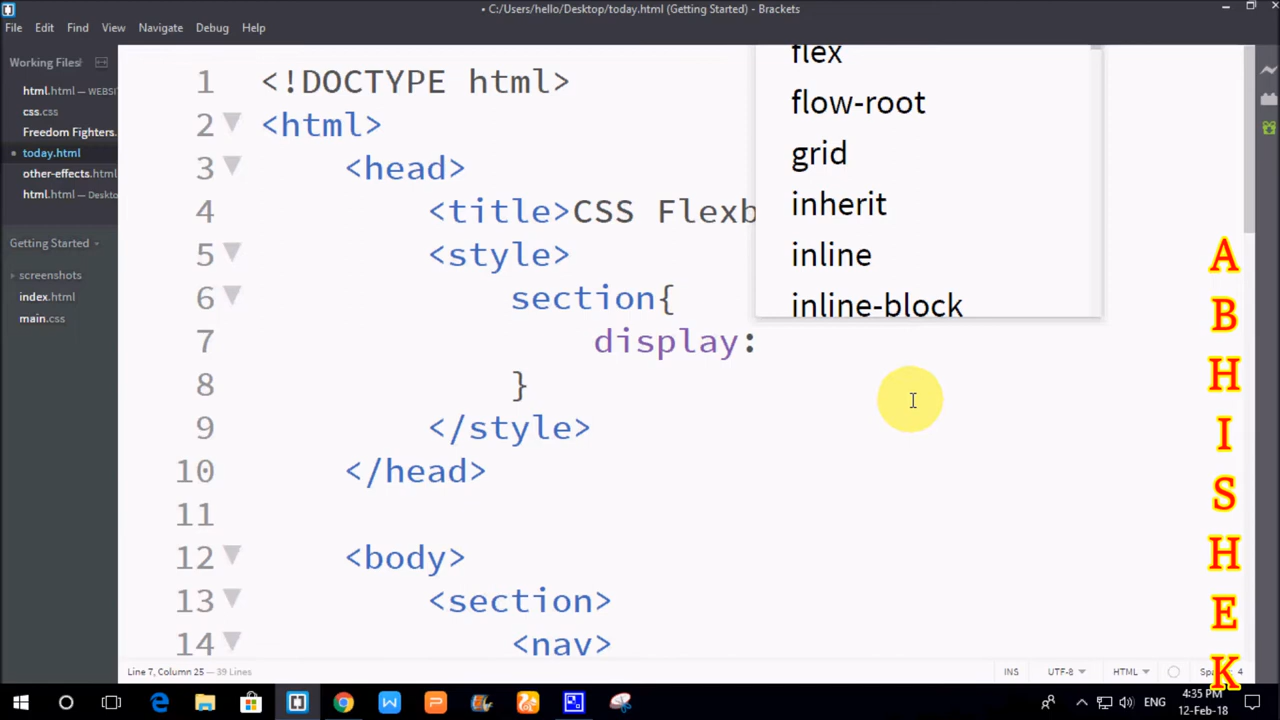 • C:/Users/hello/Desktop/today.html (Getting Started) - Brackets
File Edit Find View Navigate Debug Help
Working Files
html.html — WEBSI
css.css
Freedom Fighters.
today.html
other-effects.html
html.html — Deskto
Getting Started
screenshots
index.html
main.css
1 <!DOCTYPE html>
2 <html>
3 <head>
4 <title>CSS Flexb
5 <style>
6 section{
7 display:
8 }
9 </style>
10 </head>
11
12 <body>
13 <section>
14 <nav>
flex
flow-root
grid
inherit
inline
inline-block
A
B
H
I
S
H
E
K
Line 7, Column 25 — 39 Lines
INS UTF-8 HTML Spa 4
ENG
4:35 PM
12-Feb-18